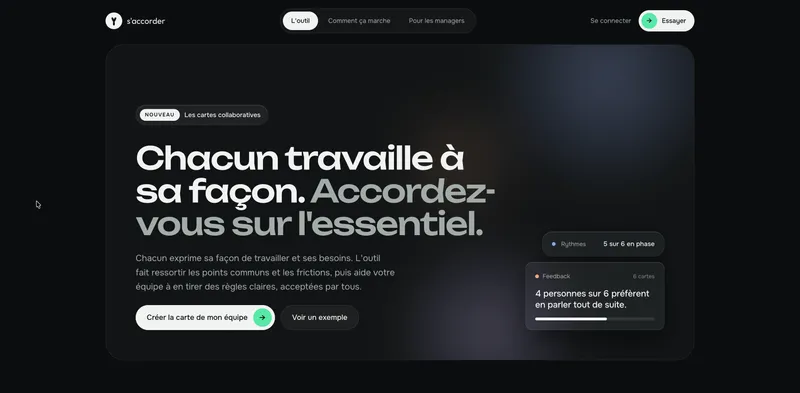 s'accorder
L'outil
Comment ça marche
Pour les managers
Se connecter
Essayer
NOUVEAU Les cartes collaboratives
Chacun travaille à
sa façon. Accordez-
vous sur l'essentiel.
Chacun exprime sa façon de travailler et ses besoins. L'outil
fait ressortir les points communs et les frictions, puis aide votre
équipe à en tirer des règles claires, acceptées par tous.
Créer la carte de mon équipe
Voir un exemple
Rythmes 5 sur 6 en phase
Feedback 6 cartes
4 personnes sur 6 préfèrent
en parler tout de suite.